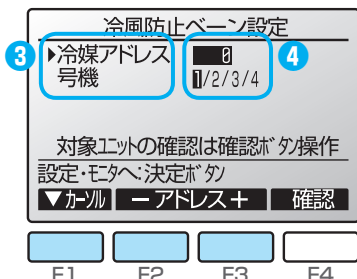 冷風防止ベーン設定
3 ▶冷媒アドレス 0 4
号機 1/2/3/4
対象ユニットの確認は確認ボタン操作
設定・モニタへ:決定ボタン
▼カーソル ーアドレス＋ 確認
F1 F2 F3 F4